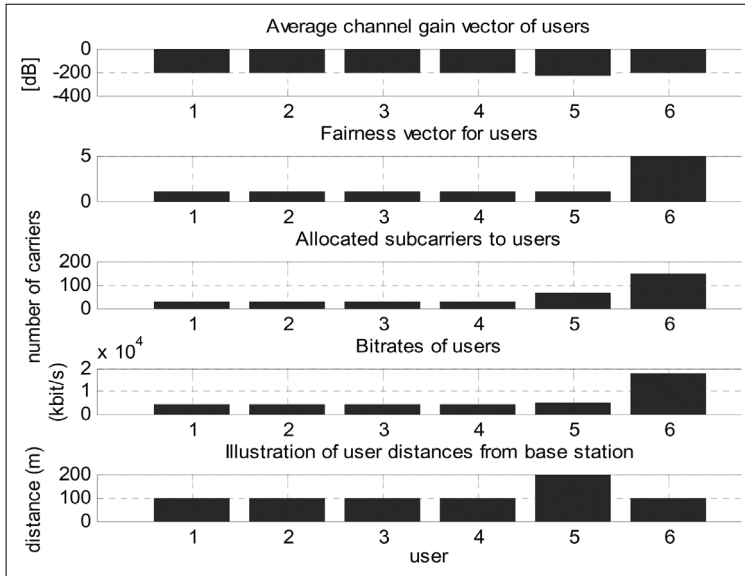 Average channel gain vector of users
[dB]
0
-200
-400
1 2 3 4 5 6
Fairness vector for users
5
0
1 2 3 4 5 6
Allocated subcarriers to users
number of carriers
200
100
0
1 2 3 4 5 6
Bitrates of users
x 10^4
(kbit/s)
2
1
0
1 2 3 4 5 6
Illustration of user distances from base station
distance (m)
200
100
0
1 2 3 4 5 6
user